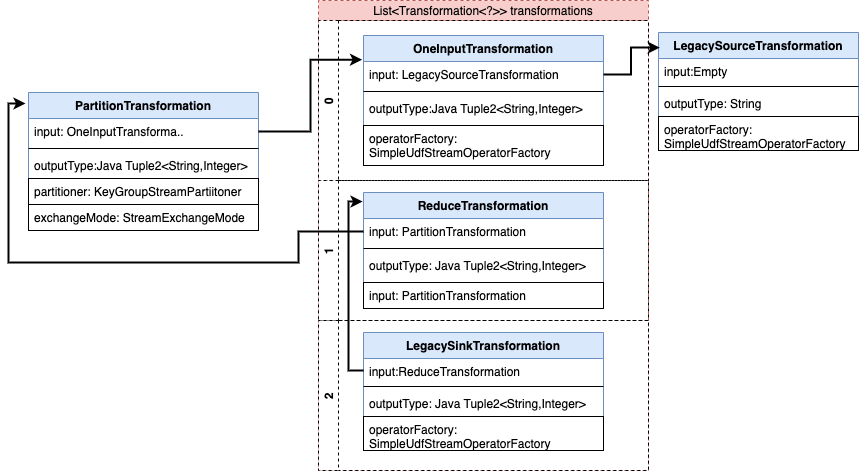 List<Transformation<?>> transformations
0
OneInputTransformation
input: LegacySourceTransformation
outputType:Java Tuple2<String,Integer>
operatorFactory:
SimpleUdfStreamOperatorFactory
LegacySourceTransformation
input:Empty
outputType: String
operatorFactory:
SimpleUdfStreamOperatorFactory
PartitionTransformation
input: OneInputTransforma..
outputType:Java Tuple2<String,Integer>
partitioner: KeyGroupStreamPartiitoner
exchangeMode: StreamExchangeMode
1
ReduceTransformation
input: PartitionTransformation
outputType: Java Tuple2<String,Integer>
input: PartitionTransformation
2
LegacySinkTransformation
input:ReduceTransformation
outputType: Java Tuple2<String,Integer>
operatorFactory:
SimpleUdfStreamOperatorFactory